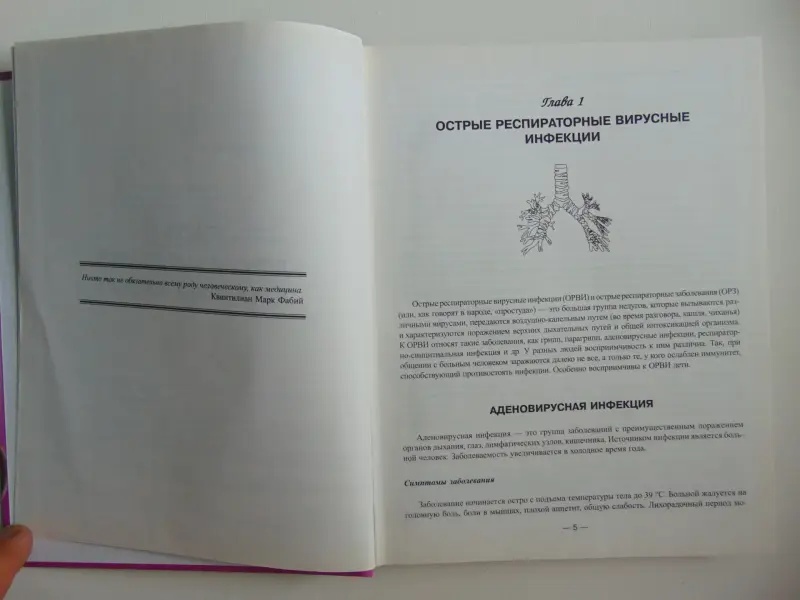 Ничто так не обязательно всему роду человеческому, как медицина.
Квинтилиан Марк Фабий
Глава 1
ОСТРЫЕ РЕСПИРАТОРНЫЕ ВИРУСНЫЕ
ИНФЕКЦИИ
Острые респираторные вирусные инфекции (ОРВИ) и острые респираторные заболевания (ОРЗ)
(или, как говорят в народе, «простуда») — это большая группа недугов, которые вызываются раз-
личными вирусами, передаются воздушно-капельным путем (во время разговора, кашля, чиханья)
и характеризуются поражением верхних дыхательных путей и общей интоксикацией организма.
К ОРВИ относят такие заболевания, как грипп, парагрипп, аденовирусные инфекции, респиратор-
но-синцитиальная инфекция и др. У разных людей восприимчивость к ним различна. Так, при
общении с больным человеком заражаются далеко не все, а только те, у кого ослаблен иммунитет,
способствующий противостоять инфекции. Особенно восприимчивы к ОРВИ дети.
АДЕНОВИРУСНАЯ ИНФЕКЦИЯ
Аденовирусная инфекция — это группа заболеваний с преимущественным поражением
органов дыхания, глаз, лимфатических узлов, кишечника. Источником инфекции является боль-
ной человек. Заболеваемость увеличивается в холодные время года.
Симптомы заболевания
Заболевание начинается остро с подъема температуры тела до 39 °С. Больной жалуется на
головную боль, боли в мышцах, плохой аппетит, общую слабость. Лихорадочный период мо-
— 5 —